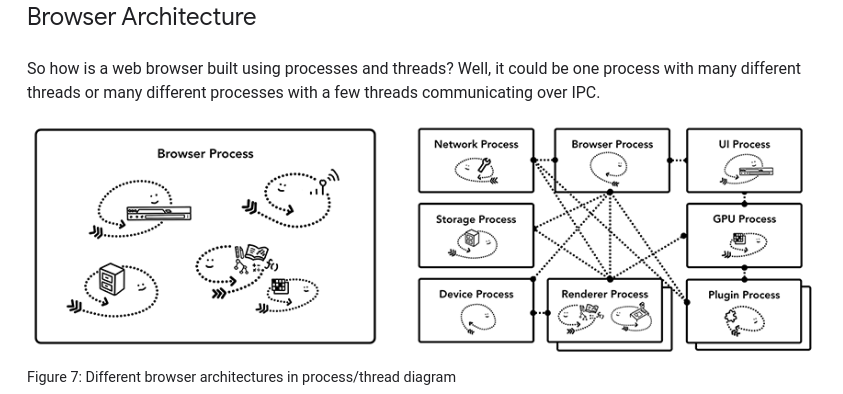 Browser Architecture
So how is a web browser built using processes and threads? Well, it could be one process with many different
threads or many different processes with a few threads communicating over IPC.
Browser Process
Network Process
Browser Process
UI Process
Storage Process
GPU Process
Device Process
Renderer Process
Plugin Process
Figure 7: Different browser architectures in process/thread diagram